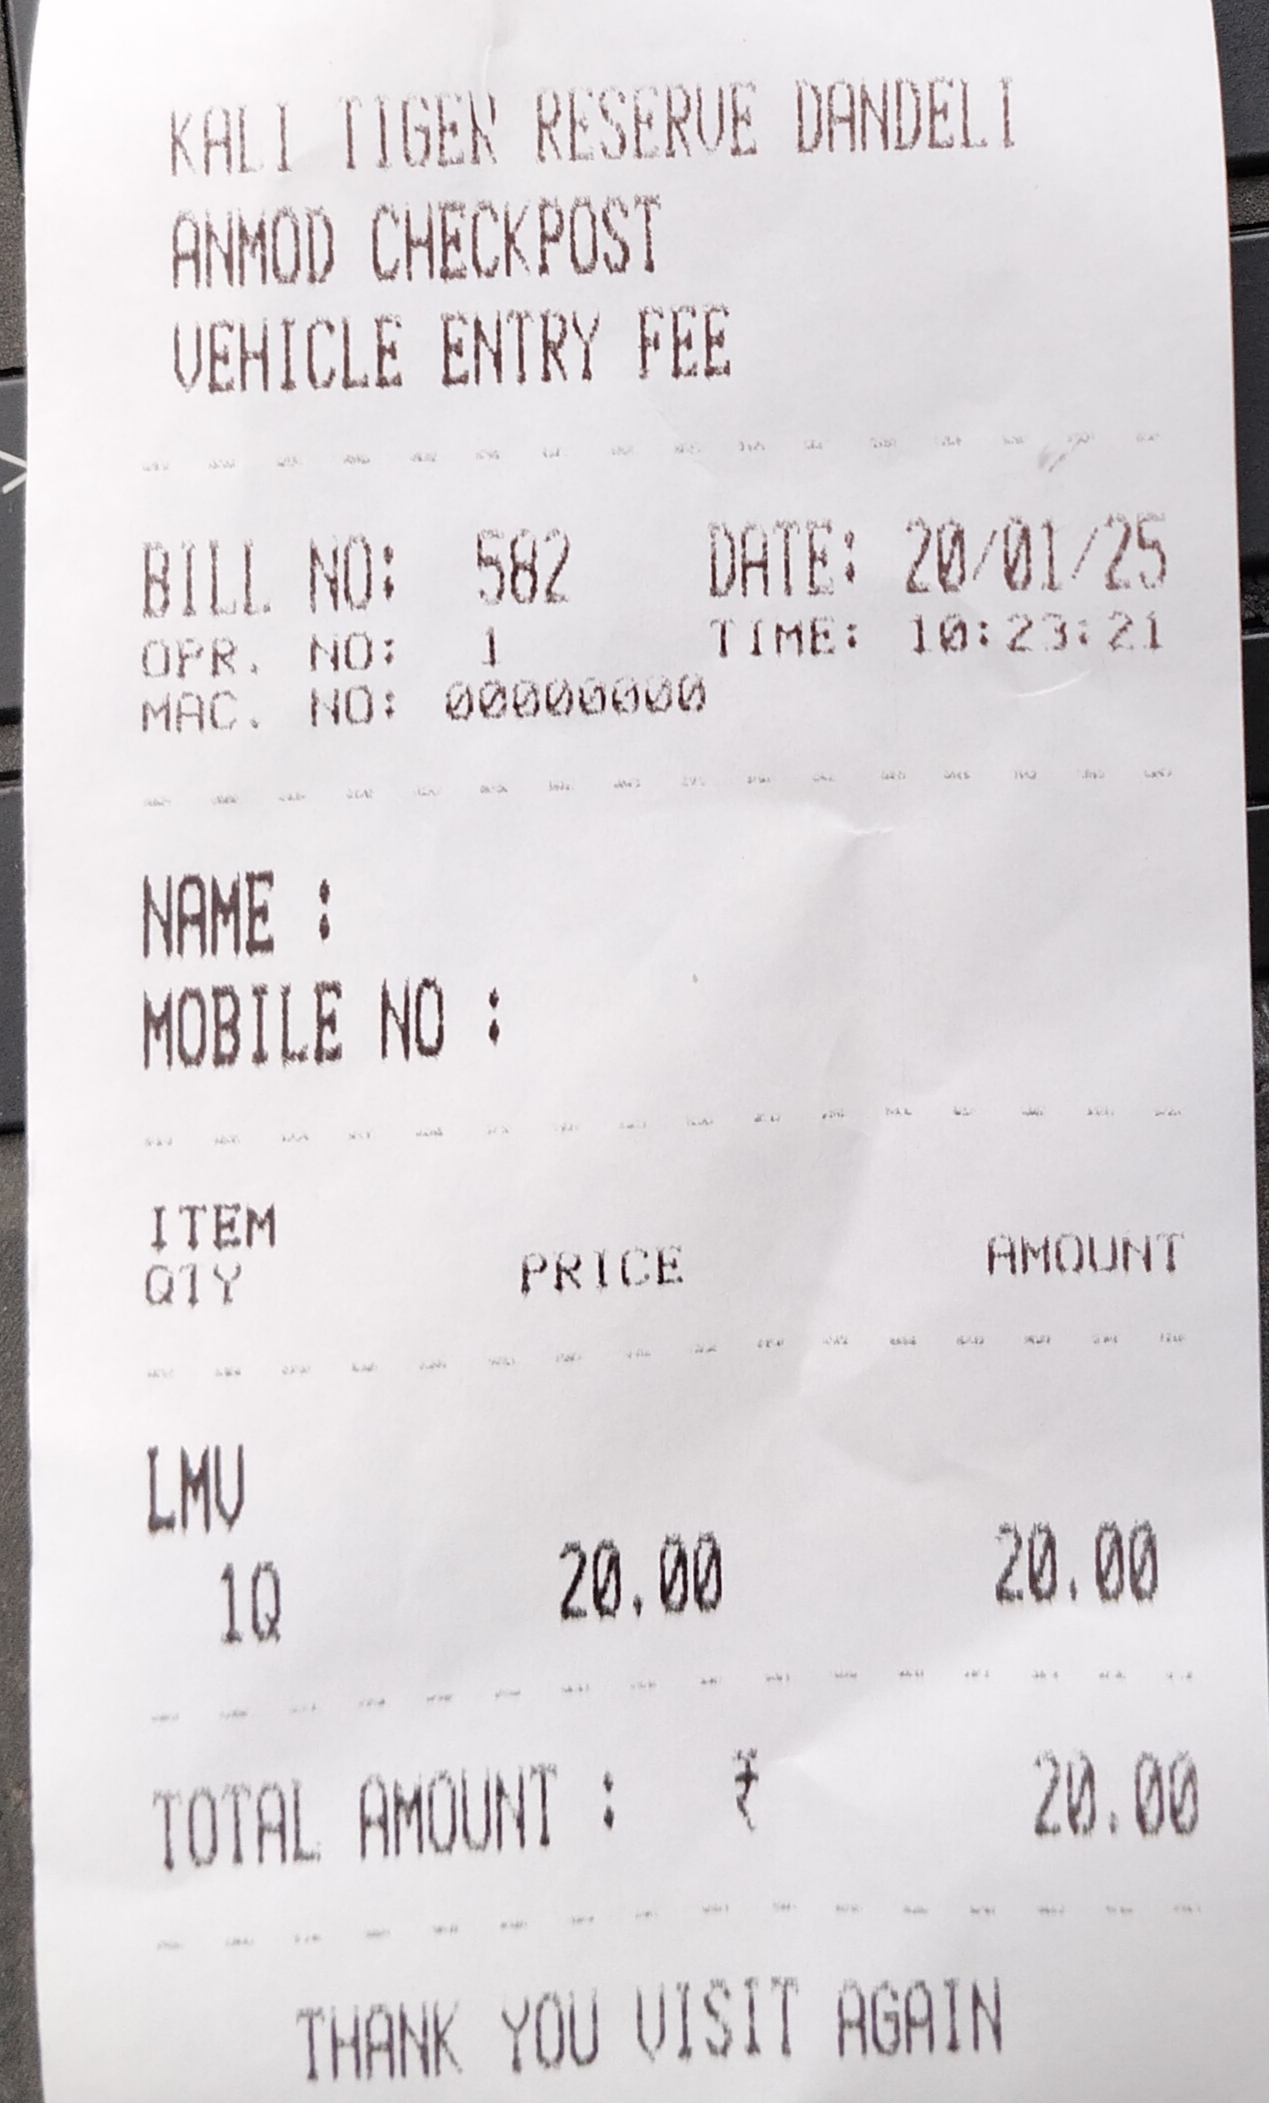 KALI TIGER RESERVE DANDELI
ANMOD CHECKPOST
VEHICLE ENTRY FEE
BILL NO: 582 DATE: 20/01/25
OPR. NO: 1 TIME: 10:23:21
MAC. NO: 00000000
NAME :
MOBILE NO :
ITEM
QTY PRICE AMOUNT
LMV
1Q 20.00 20.00
TOTAL AMOUNT : ₹ 20.00
THANK YOU VISIT AGAIN